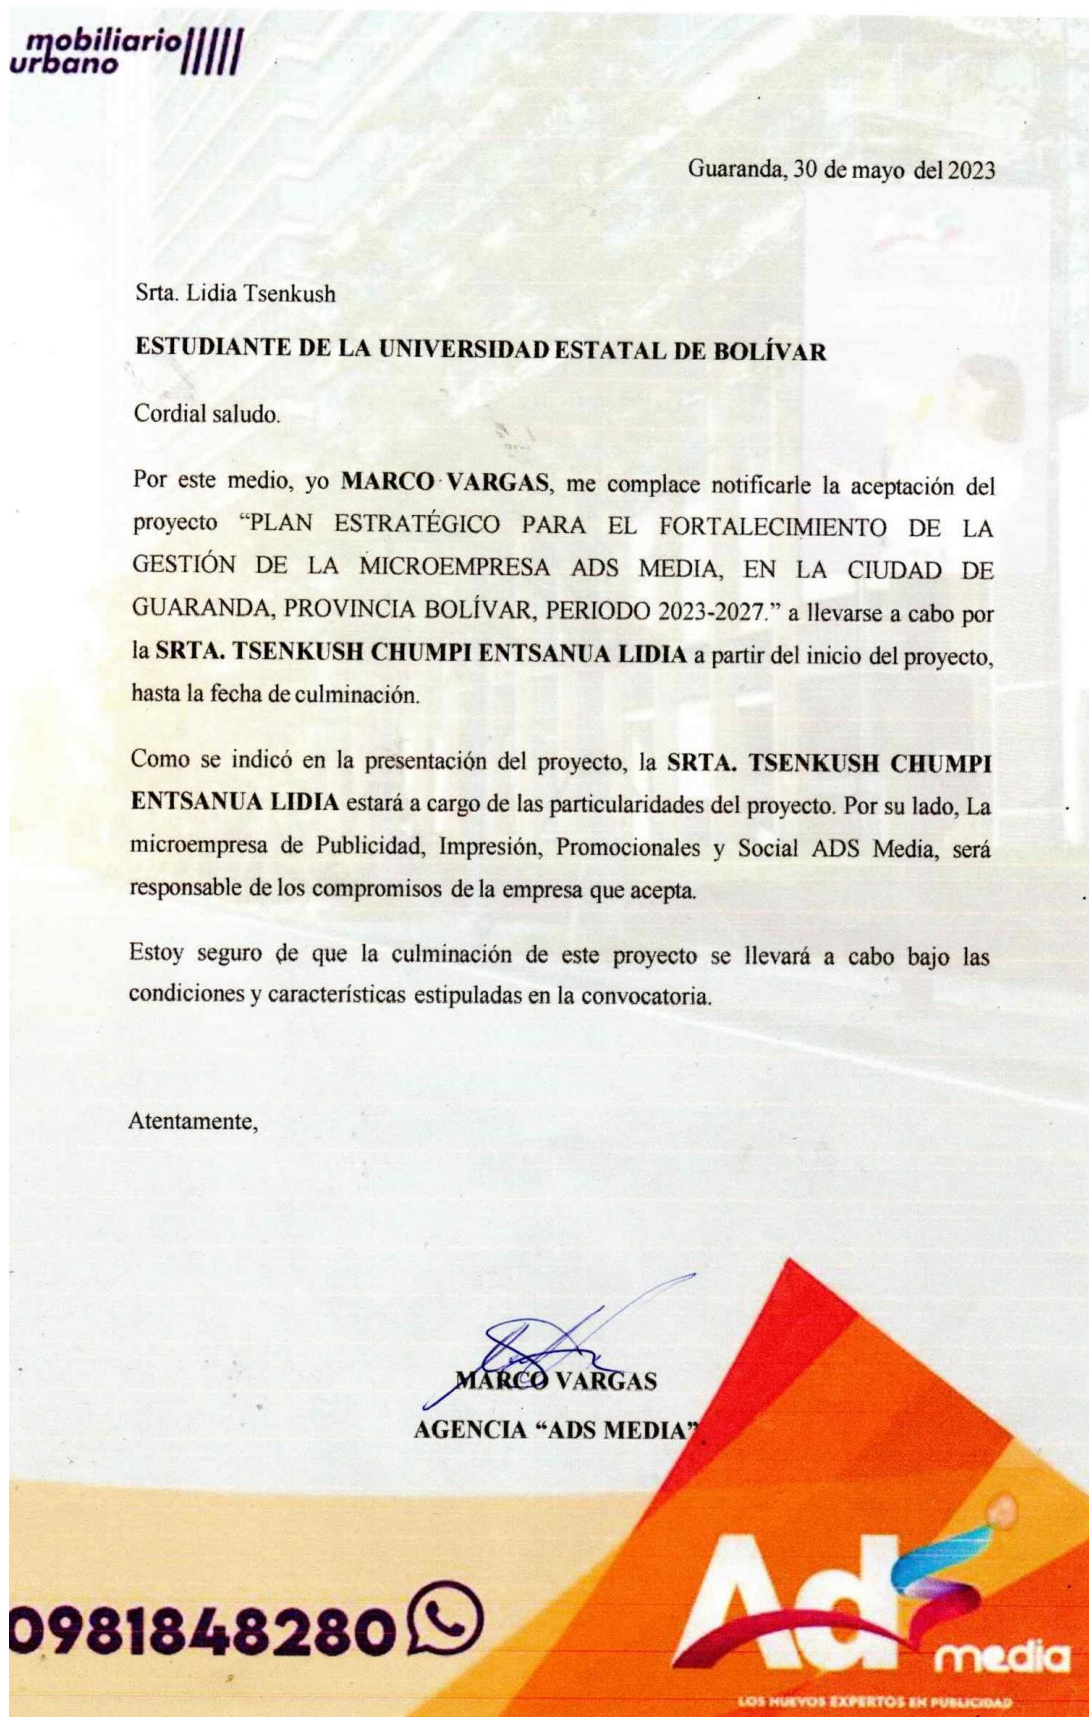 mobiliario
urbano
Guaranda, 30 de mayo del 2023
Srta. Lidia Tsenkush
ESTUDIANTE DE LA UNIVERSIDAD ESTATAL DE BOLÍVAR
Cordial saludo.
Por este medio, yo MARCO VARGAS, me complace notificarle la aceptación del
proyecto “PLAN ESTRATÉGICO PARA EL FORTALECIMIENTO DE LA
GESTIÓN DE LA MICROEMPRESA ADS MEDIA, EN LA CIUDAD DE
GUARANDA, PROVINCIA BOLÍVAR, PERIODO 2023-2027.” a llevarse a cabo por
la SRTA. TSENKUSH CHUMPI ENTSANUA LIDIA a partir del inicio del proyecto,
hasta la fecha de culminación.
Como se indicó en la presentación del proyecto, la SRTA. TSENKUSH CHUMPI
ENTSANUA LIDIA estará a cargo de las particularidades del proyecto. Por su lado, La
microempresa de Publicidad, Impresión, Promocionales y Social ADS Media, será
responsable de los compromisos de la empresa que acepta.
Estoy seguro de que la culminación de este proyecto se llevará a cabo bajo las
condiciones y características estipuladas en la convocatoria.
Atentamente,
MARCO VARGAS
AGENCIA “ADS MEDIA”
0981848280
Ads
media
LOS NUEVOS EXPERTOS EN PUBLICIDAD